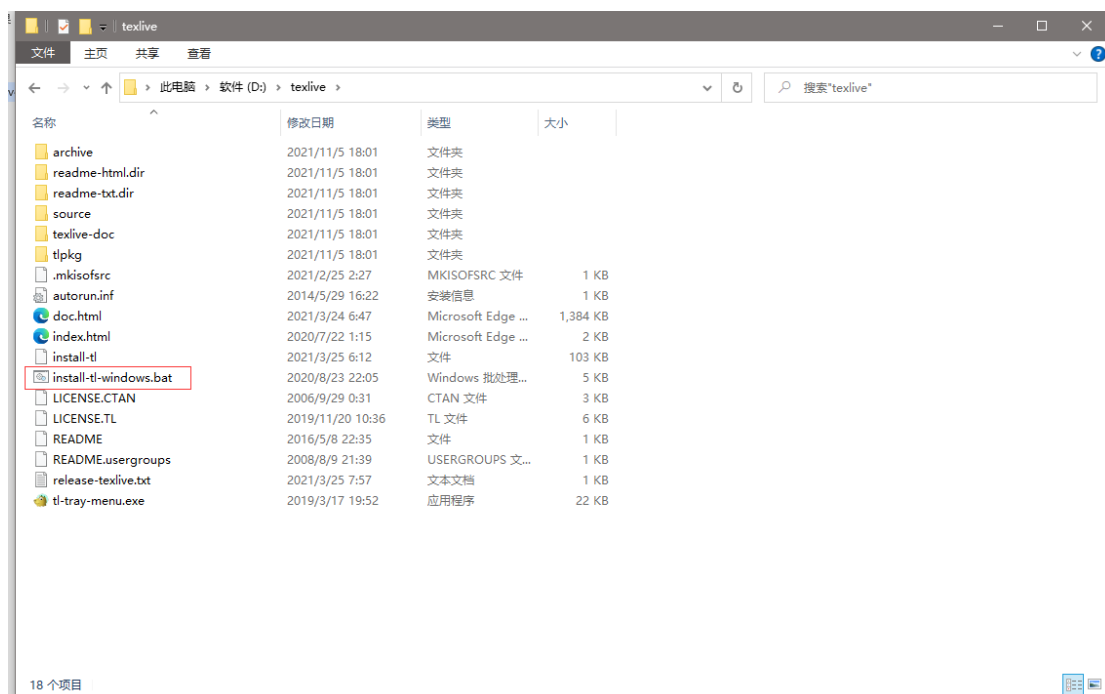 texlive
文件 主页 共享 查看
此电脑 › 软件 (D:) › texlive › 搜索"texlive"
名称 修改日期 类型 大小
archive 2021/11/5 18:01 文件夹
readme-html.dir 2021/11/5 18:01 文件夹
readme-txt.dir 2021/11/5 18:01 文件夹
source 2021/11/5 18:01 文件夹
texlive-doc 2021/11/5 18:01 文件夹
tlpkg 2021/11/5 18:01 文件夹
.mkisofsrc 2021/2/25 2:27 MKISOFSRC 文件 1 KB
autorun.inf 2014/5/29 16:22 安装信息 1 KB
doc.html 2021/3/24 6:47 Microsoft Edge ... 1,384 KB
index.html 2020/7/22 1:15 Microsoft Edge ... 2 KB
install-tl 2021/3/25 6:12 文件 103 KB
install-tl-windows.bat 2020/8/23 22:05 Windows 批处理... 5 KB
LICENSE.CTAN 2006/9/29 0:31 CTAN 文件 3 KB
LICENSE.TL 2019/11/20 10:36 TL 文件 6 KB
README 2016/5/8 22:35 文件 1 KB
README.usergroups 2008/8/9 21:39 USERGROUPS 文... 1 KB
release-texlive.txt 2021/3/25 7:57 文本文档 1 KB
tl-tray-menu.exe 2019/3/17 19:52 应用程序 22 KB
18 个项目